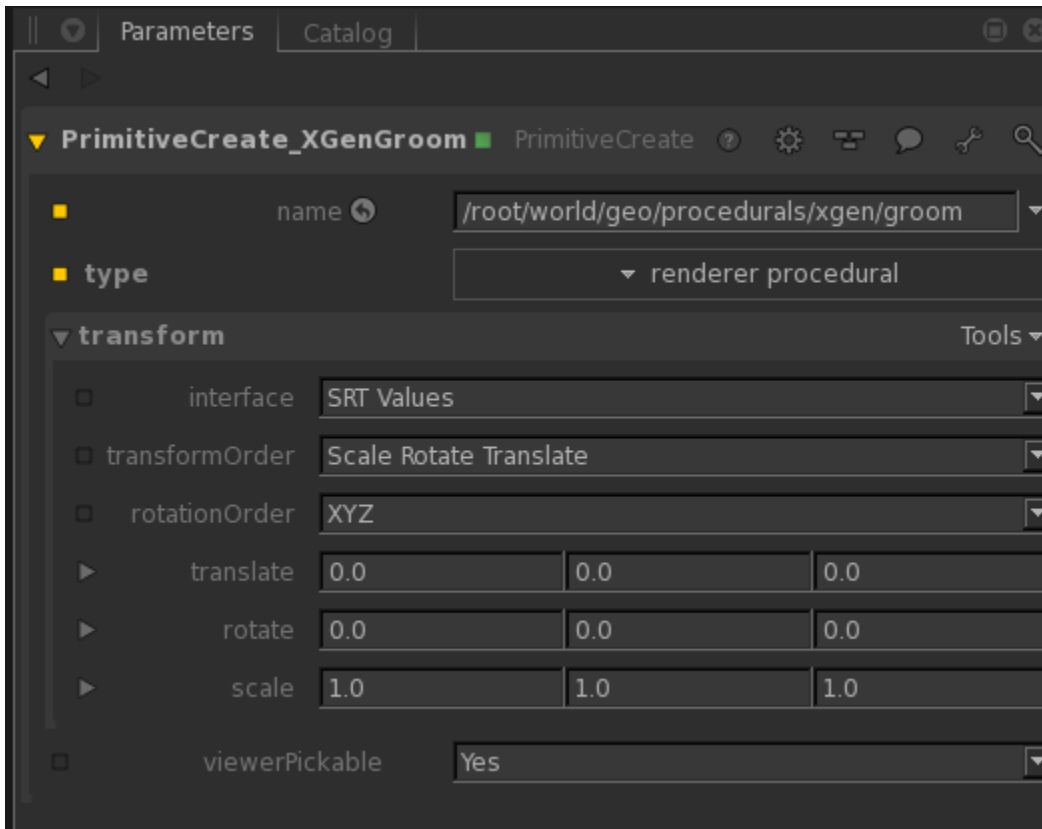 Parameters Catalog
PrimitiveCreate_XGenGroom PrimitiveCreate ?
name /root/world/geo/procedurals/xgen/groom
type renderer procedural
transform Tools
interface SRT Values
transformOrder Scale Rotate Translate
rotationOrder XYZ
translate 0.0 0.0 0.0
rotate 0.0 0.0 0.0
scale 1.0 1.0 1.0
viewerPickable Yes